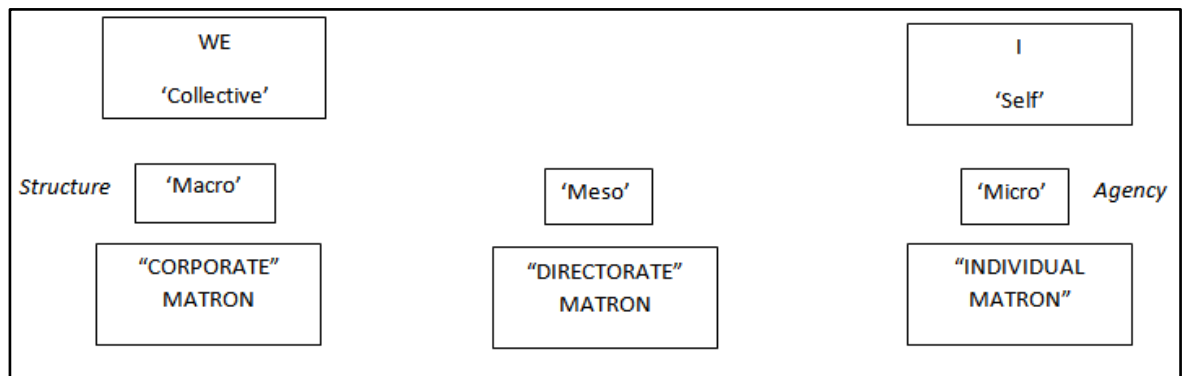 WE
‘Collective’
I
‘Self’
Structure
‘Macro’
‘Meso’
‘Micro’
Agency
“CORPORATE”
MATRON
“DIRECTORATE”
MATRON
“INDIVIDUAL
MATRON”